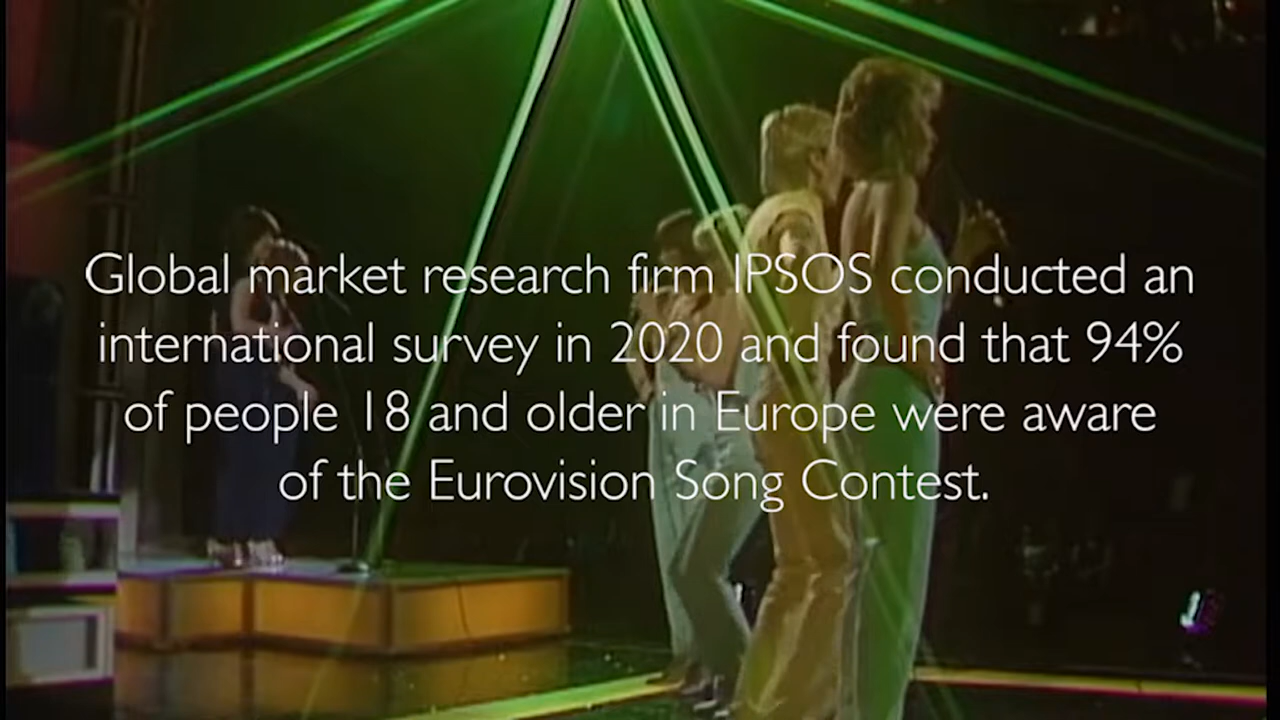 Global market research firm IPSOS conducted an
international survey in 2020 and found that 94%
of people 18 and older in Europe were aware
of the Eurovision Song Contest.